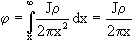 φ = ∫_x^∞ Jρ/2πx² dx = Jρ/2πx